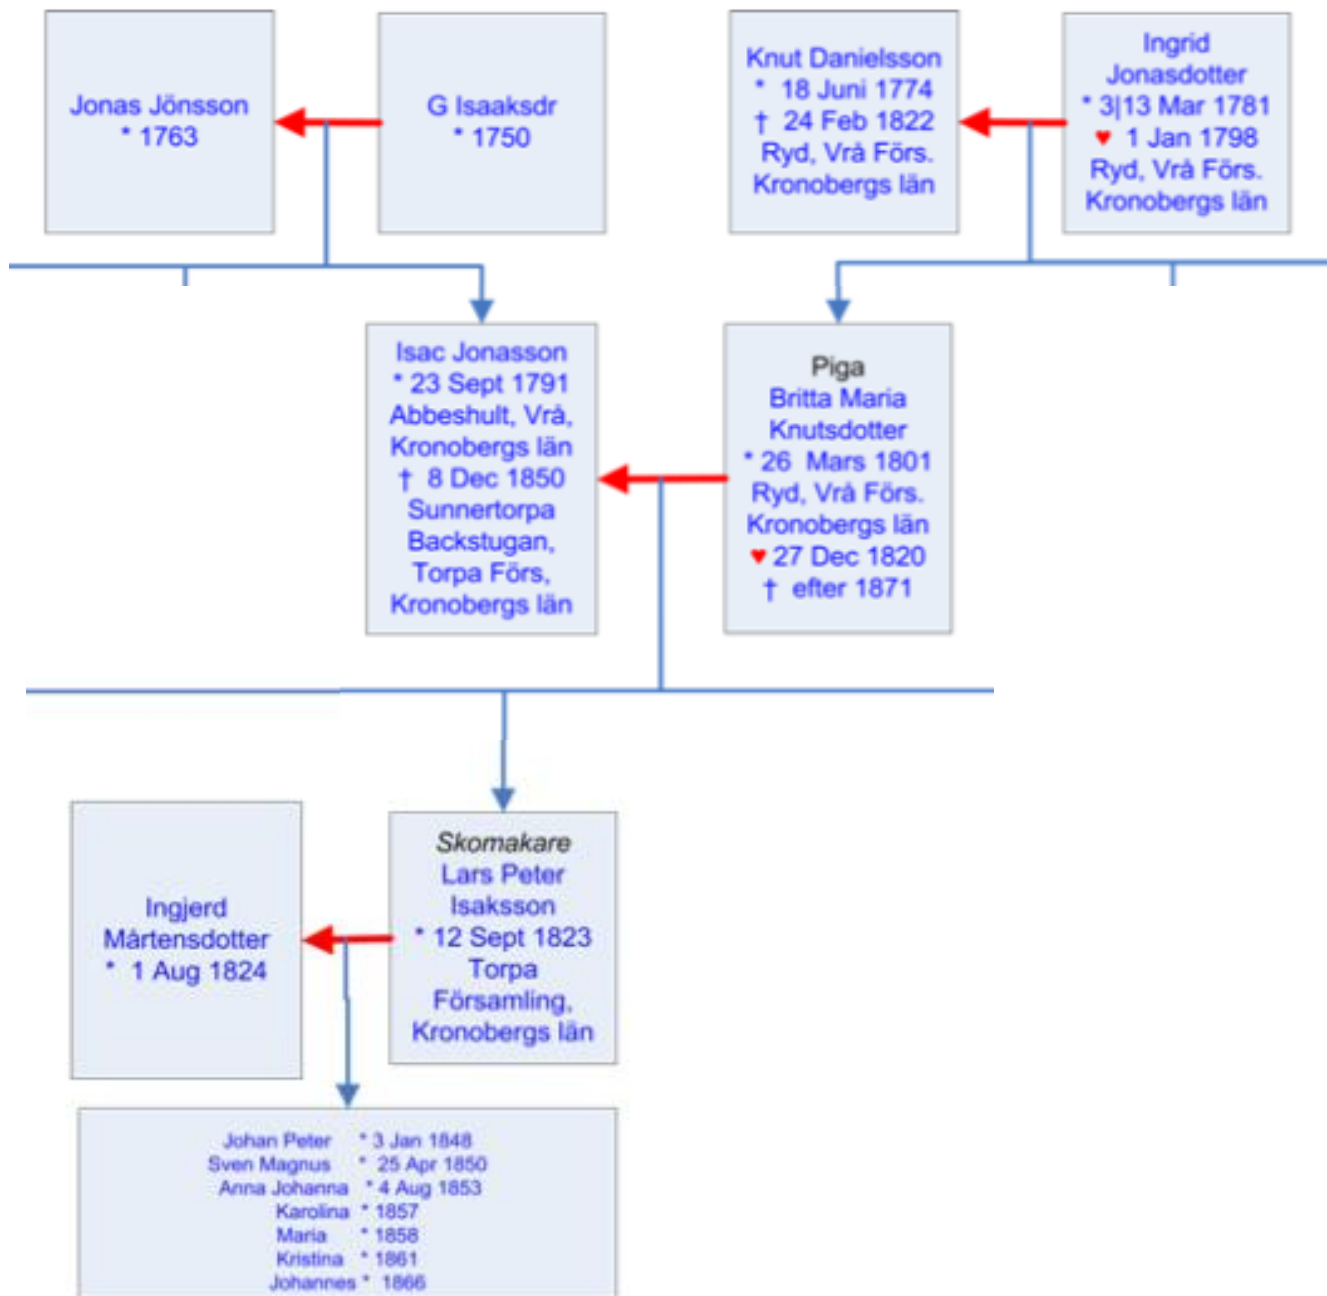 Jonas Jönsson
* 1763
G Isaaksdr
* 1750
Knut Danielsson
* 18 Juni 1774
† 24 Feb 1822
Ryd, Vrå Förs.
Kronobergs län
Ingrid
Jonasdotter
* 3|13 Mar 1781
♥ 1 Jan 1798
Ryd, Vrå Förs.
Kronobergs län
Isac Jonasson
* 23 Sept 1791
Abbeshult, Vrå,
Kronobergs län
† 8 Dec 1850
Sunnertorpa
Backstugan,
Torpa Förs,
Kronobergs län
Piga
Britta Maria
Knutsdotter
* 26 Mars 1801
Ryd, Vrå Förs.
Kronobergs län
♥ 27 Dec 1820
† efter 1871
Ingjerd
Mårtensdotter
* 1 Aug 1824
Skomakare
Lars Peter
Isaksson
* 12 Sept 1823
Torpa
Församling,
Kronobergs län
Johan Peter * 3 Jan 1848
Sven Magnus * 25 Apr 1850
Anna Johanna * 4 Aug 1853
Karolina * 1857
Maria * 1858
Kristina * 1861
Johannes * 1866